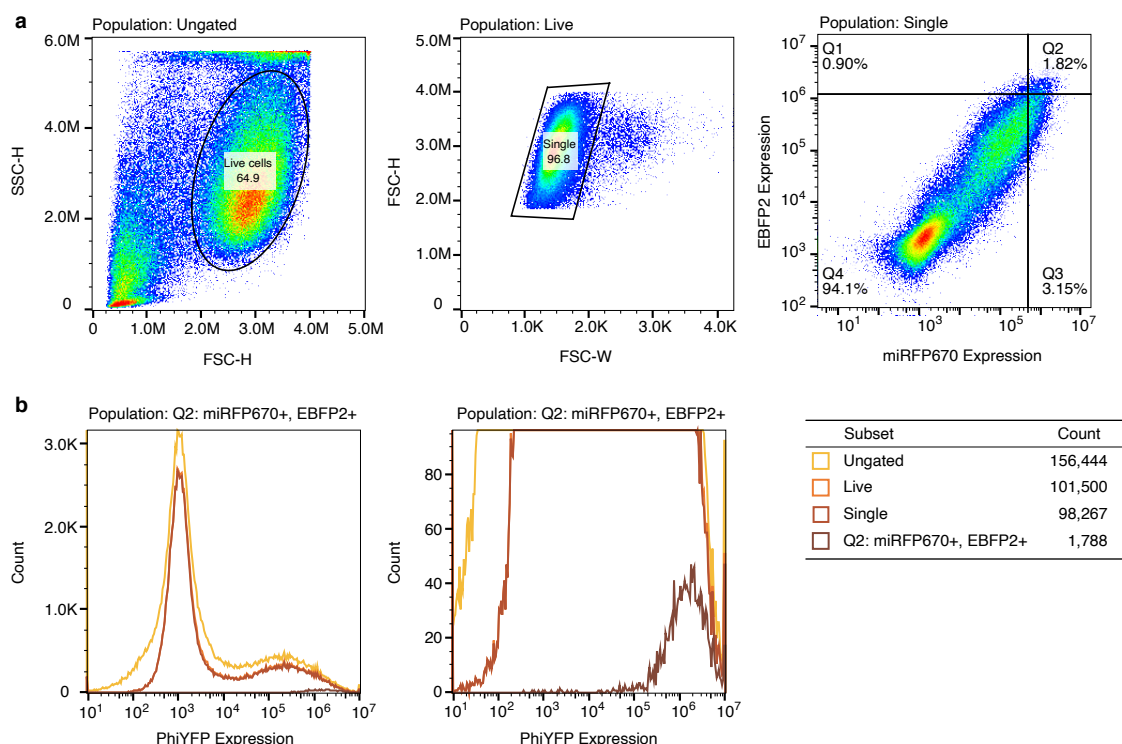 a
Population: Ungated
6.0M
4.0M
2.0M
0
SSC-H
Live cells
64.9
0 1.0M 2.0M 3.0M 4.0M 5.0M
FSC-H
Population: Live
5.0M
4.0M
3.0M
2.0M
1.0M
0
FSC-H
Single
96.8
1.0K 2.0K 3.0K 4.0K
FSC-W
Population: Single
10^7
10^6
10^5
10^4
10^3
10^2
EBFP2 Expression
Q1
0.90%
Q2
1.82%
Q4
94.1%
Q3
3.15%
10^1 10^3 10^5 10^7
miRFP670 Expression
b
Population: Q2: miRFP670+, EBFP2+
3.0K
2.0K
1.0K
0
Count
10^1 10^2 10^3 10^4 10^5 10^6 10^7
PhiYFP Expression
Population: Q2: miRFP670+, EBFP2+
80
60
40
20
0
Count
10^1 10^2 10^3 10^4 10^5 10^6 10^7
PhiYFP Expression
Subset Count
Ungated 156,444
Live 101,500
Single 98,267
Q2: miRFP670+, EBFP2+ 1,788